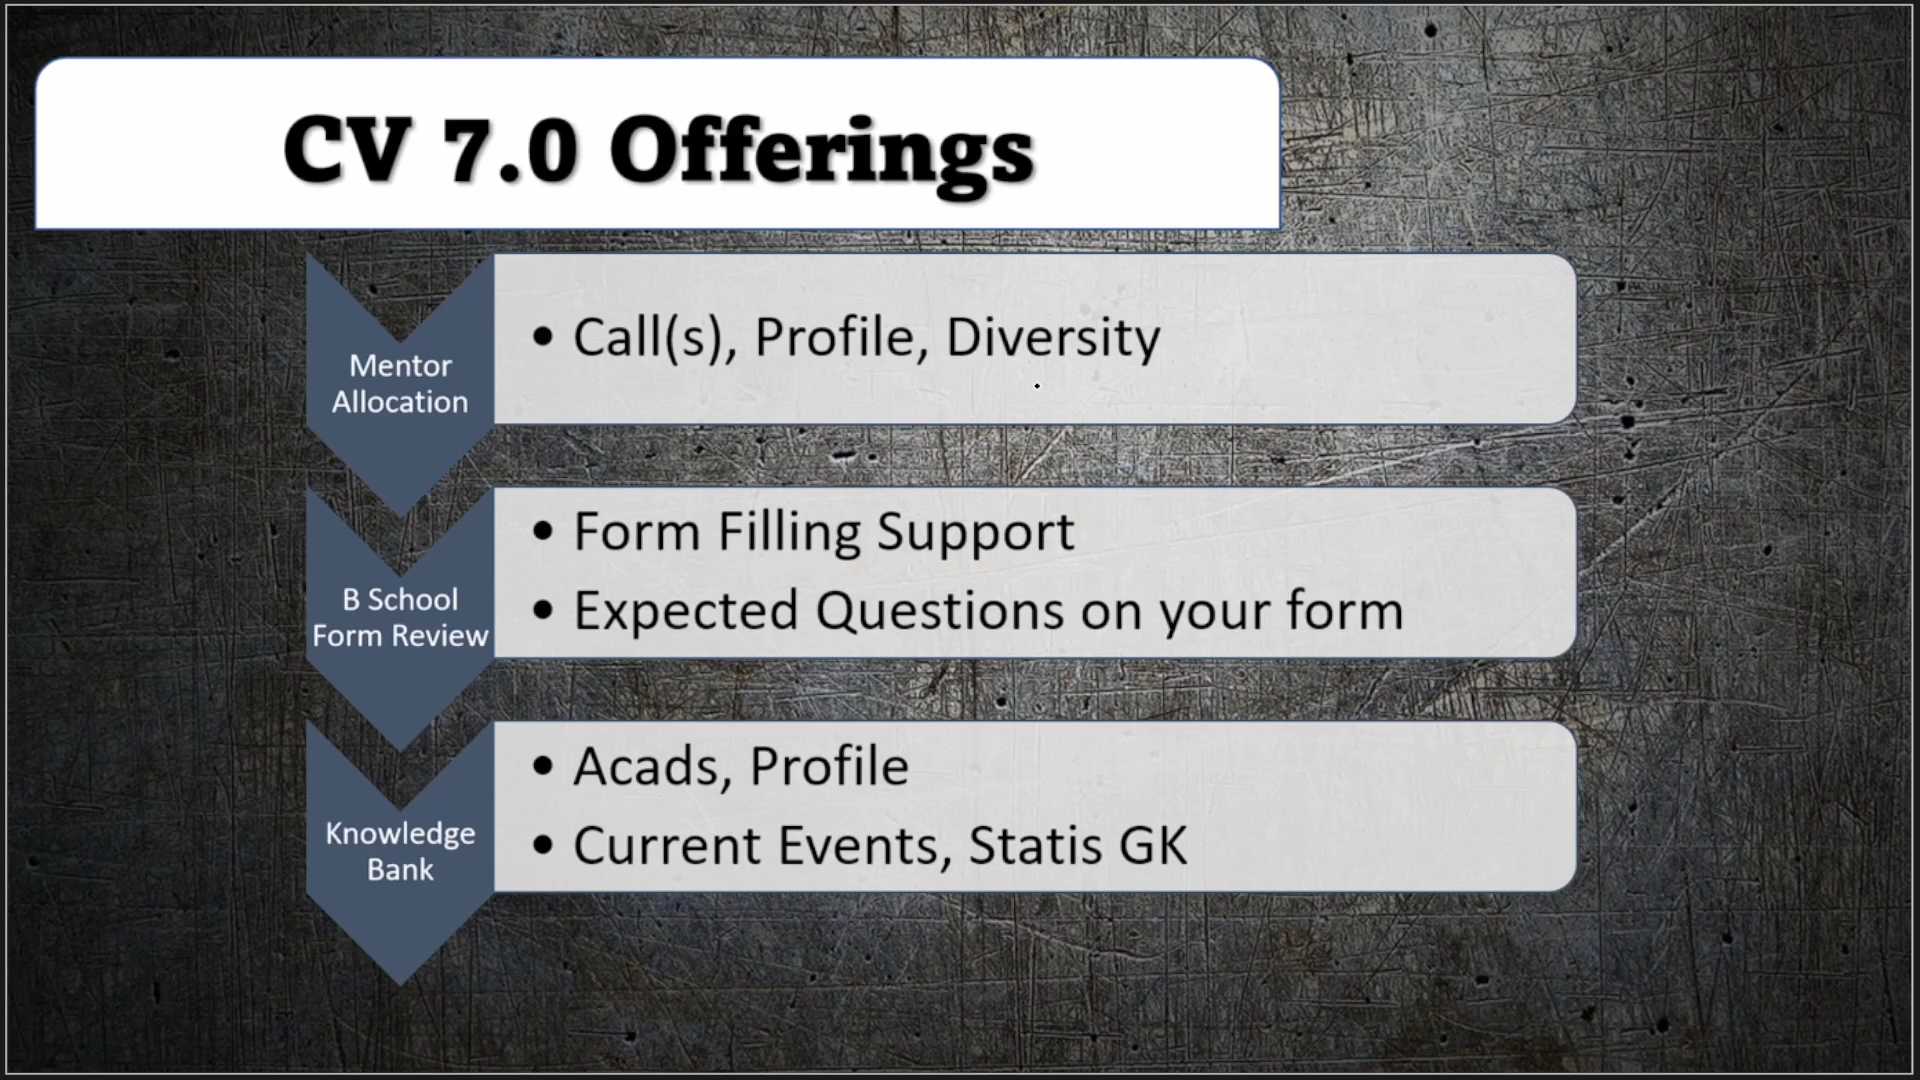 CV 7.0 Offerings
Mentor
Allocation
• Call(s), Profile, Diversity
B School
Form Review
• Form Filling Support
• Expected Questions on your form
Knowledge
Bank
• Acads, Profile
• Current Events, Statis GK